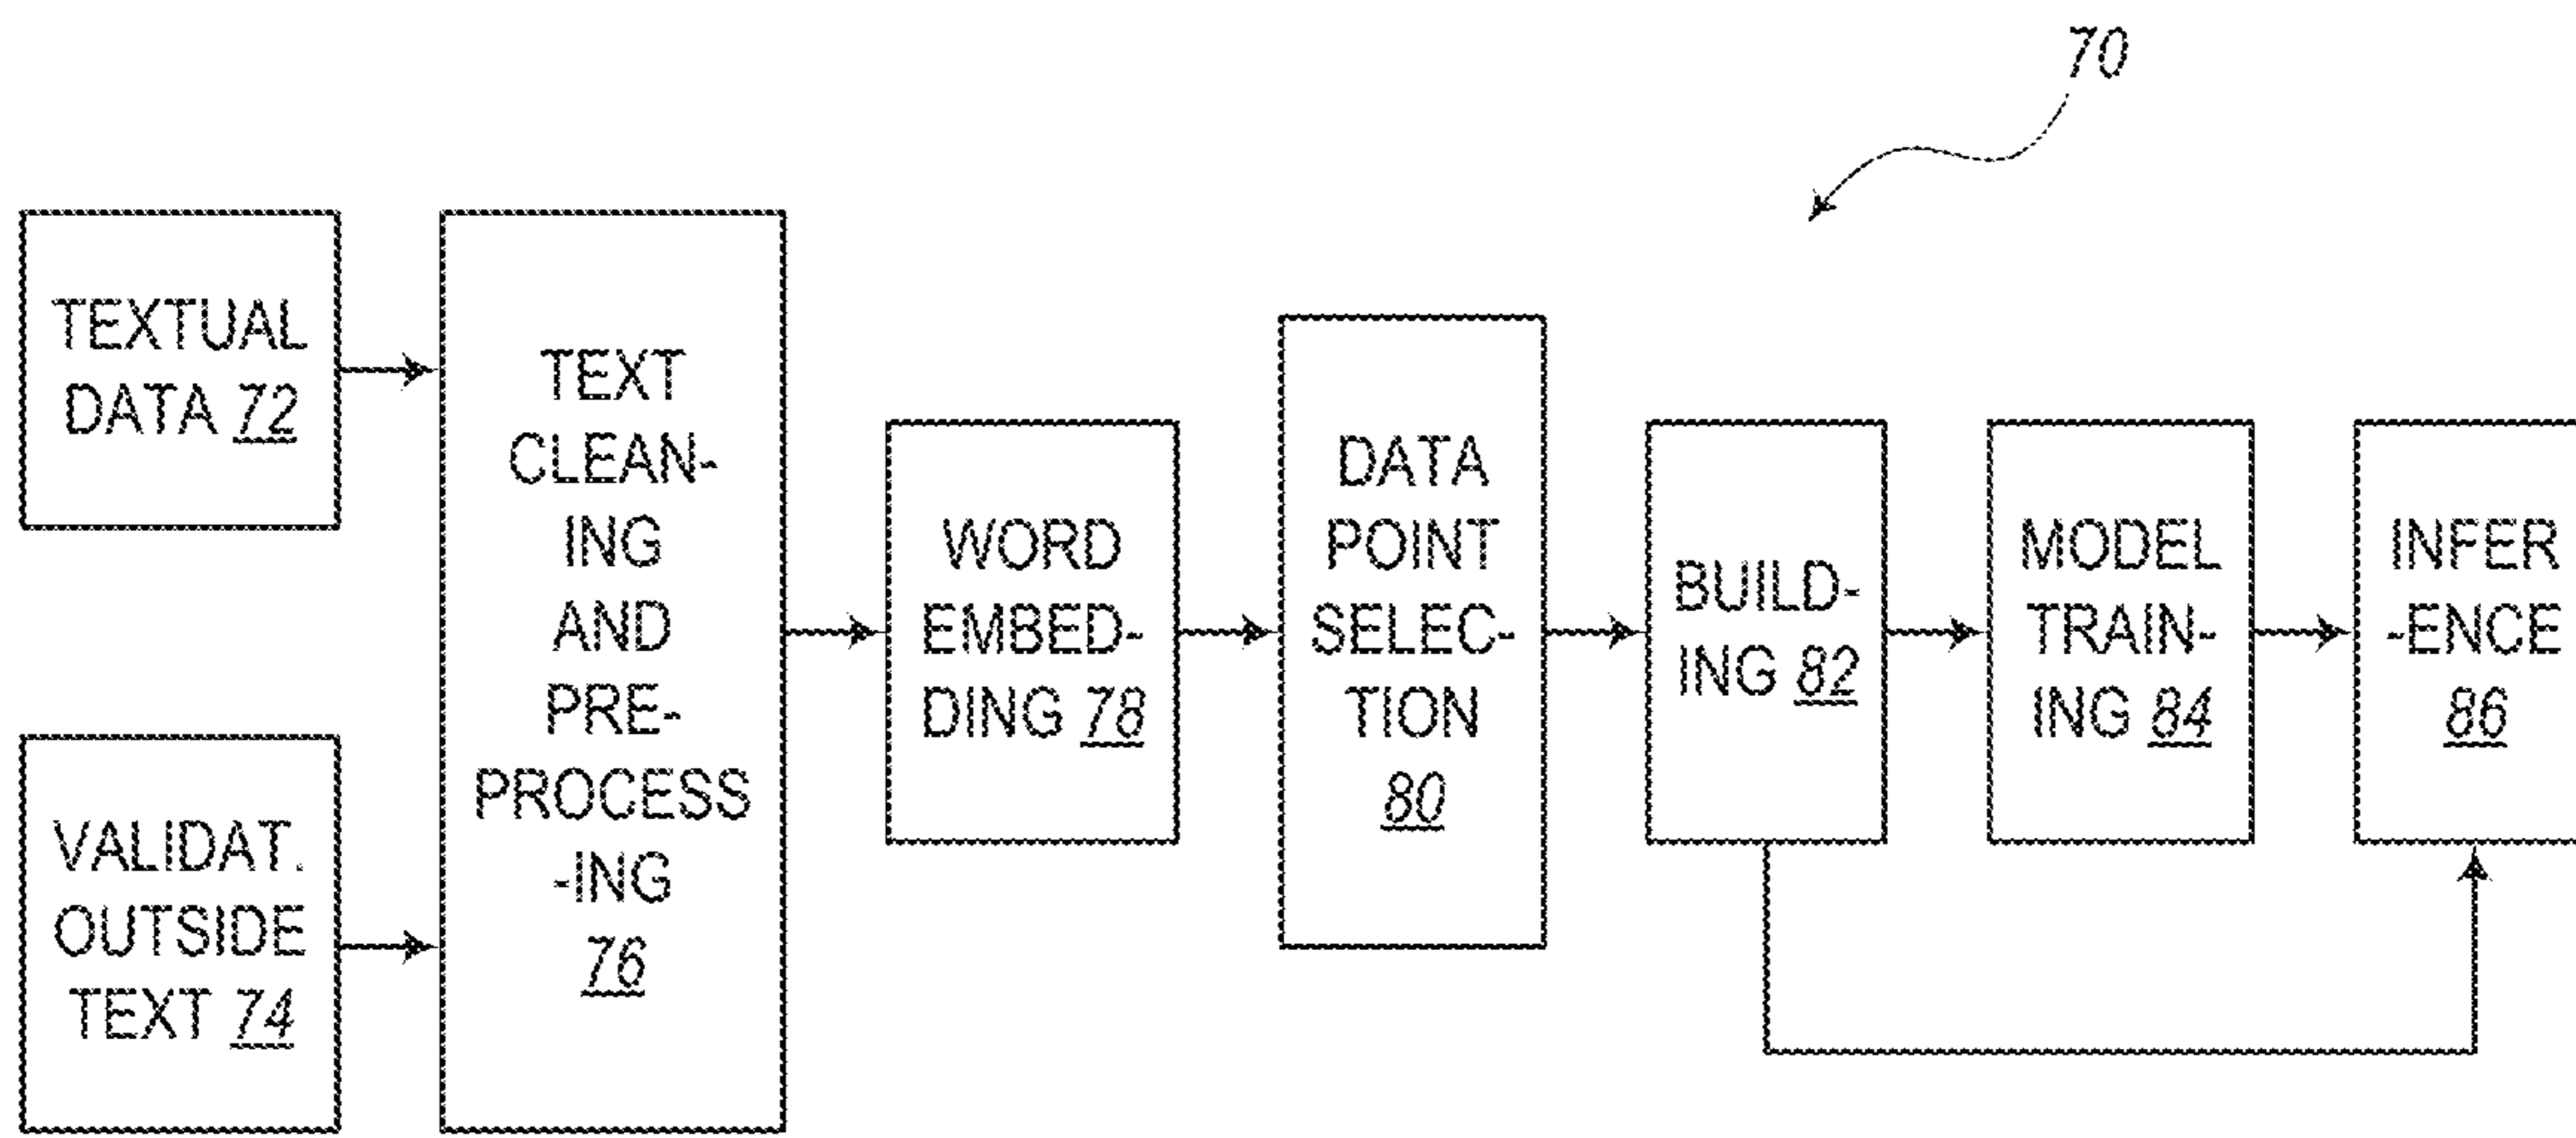 70
TEXTUAL
DATA 72
VALIDAT.
OUTSIDE
TEXT 74
TEXT
CLEAN-
ING
AND
PRE-
PROCESS
-ING
76
WORD
EMBED-
DING 78
DATA
POINT
SELEC-
TION
80
BUILD-
ING 82
MODEL
TRAIN-
ING 84
INFER
-ENCE
86